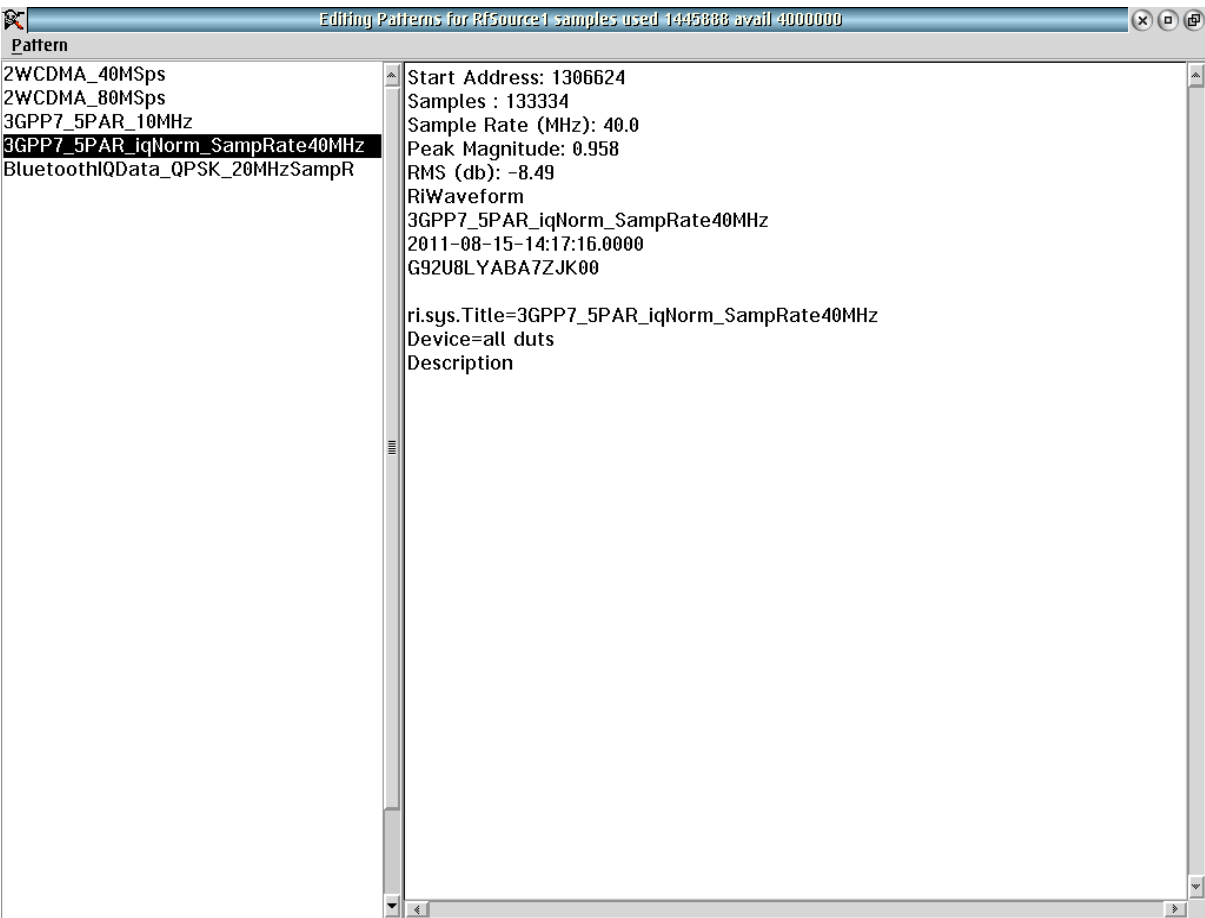 Editing Patterns for RfSource1 samples used 1445888 avail 4000000
Pattern
2WCDMA_40MSps
2WCDMA_80MSps
3GPP7_5PAR_10MHz
3GPP7_5PAR_iqNorm_SampRate40MHz
BluetoothIQData_QPSK_20MHzSampR
Start Address: 1306624
Samples : 133334
Sample Rate (MHz): 40.0
Peak Magnitude: 0.958
RMS (db): -8.49
RiWaveform
3GPP7_5PAR_iqNorm_SampRate40MHz
2011-08-15-14:17:16.0000
G92U8LYABA7ZJK00
ri.sys.Title=3GPP7_5PAR_iqNorm_SampRate40MHz
Device=all duts
Description